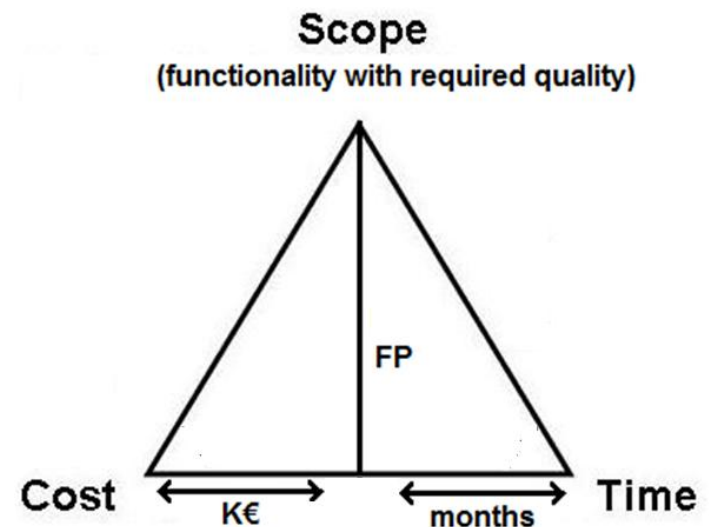 Scope
(functionality with required quality)
FP
Cost
K€
months
Time